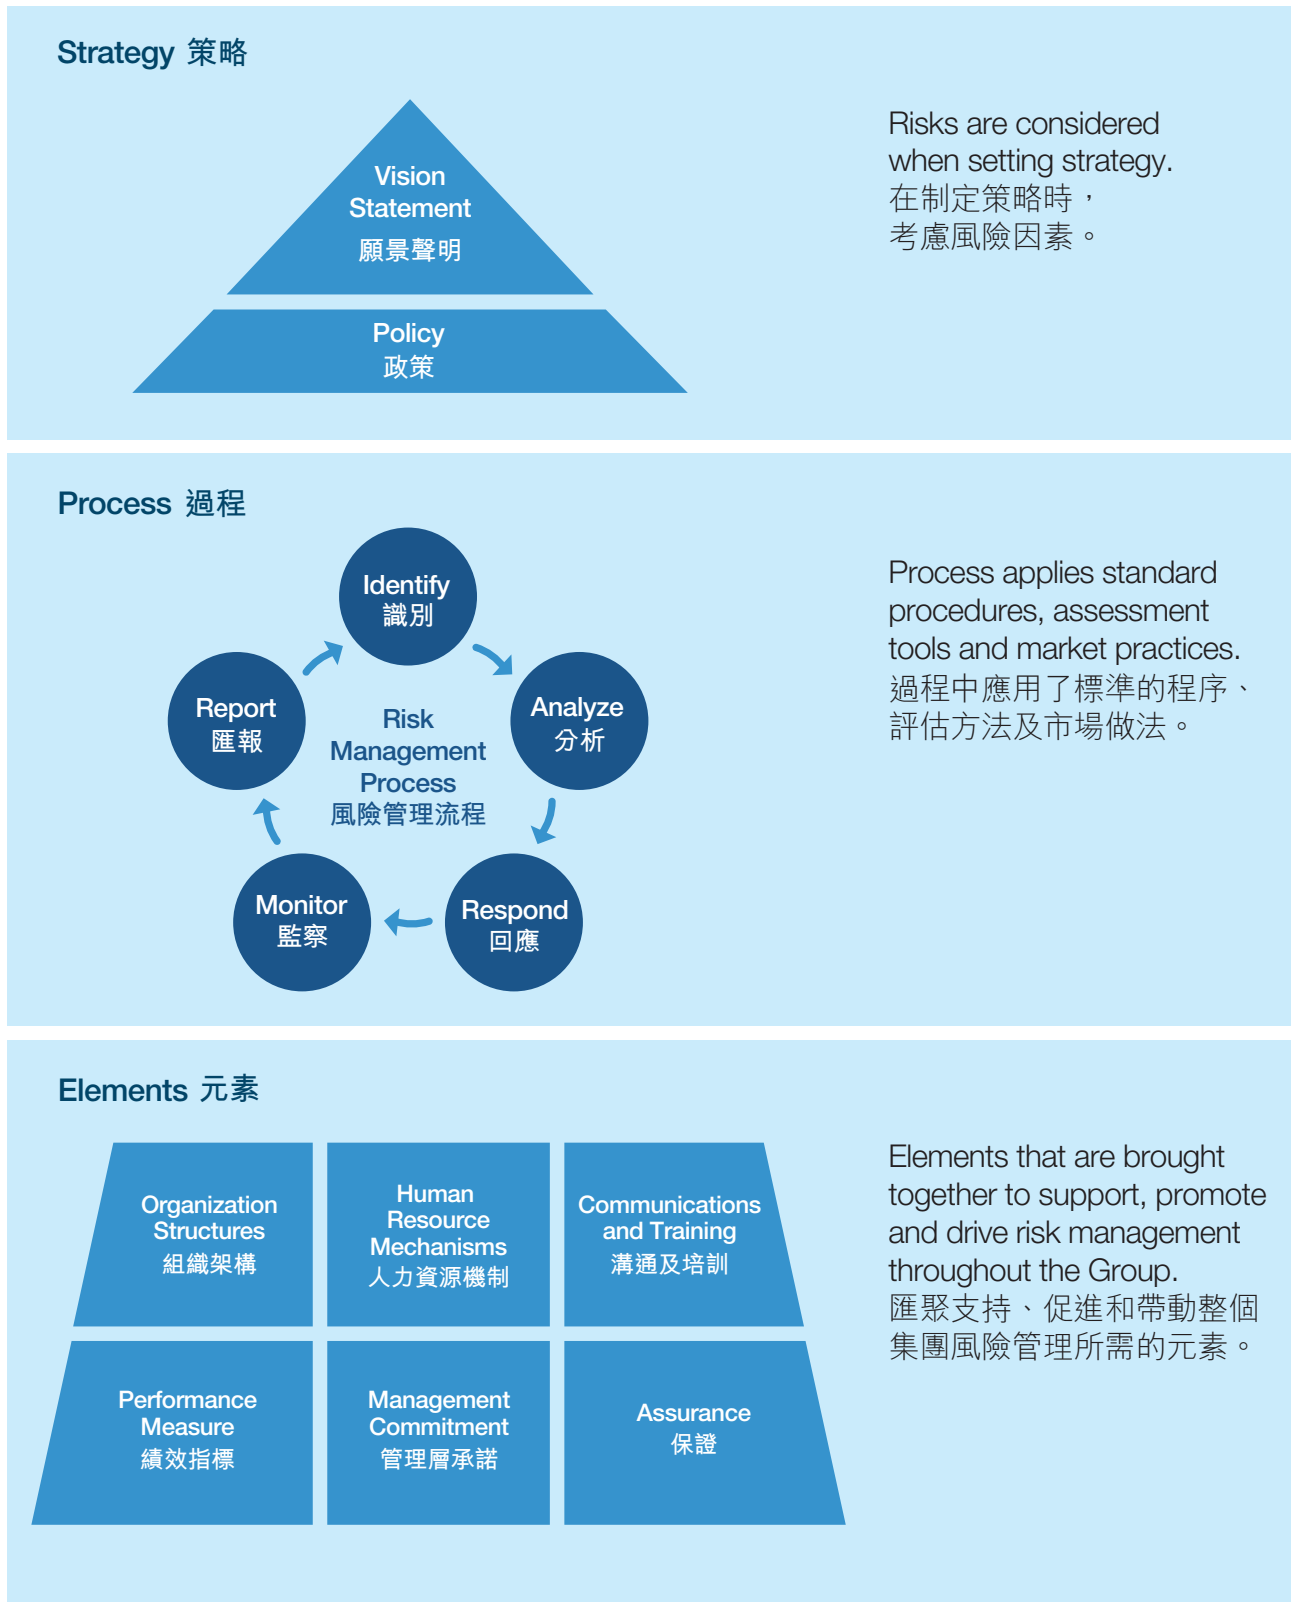 Strategy 策略
Vision
Statement
願景聲明
Policy
政策
Risks are considered
when setting strategy.
在制定策略時，
考慮風險因素。
Process 過程
Identify
識別
Analyze
分析
Respond
回應
Monitor
監察
Report
匯報
Risk
Management
Process
風險管理流程
Process applies standard
procedures, assessment
tools and market practices.
過程中應用了標準的程序、
評估方法及市場做法。
Elements 元素
Organization
Structures
組織架構
Human
Resource
Mechanisms
人力資源機制
Communications
and Training
溝通及培訓
Performance
Measure
績效指標
Management
Commitment
管理層承諾
Assurance
保證
Elements that are brought
together to support, promote
and drive risk management
throughout the Group.
匯聚支持、促進和帶動整個
集團風險管理所需的元素。